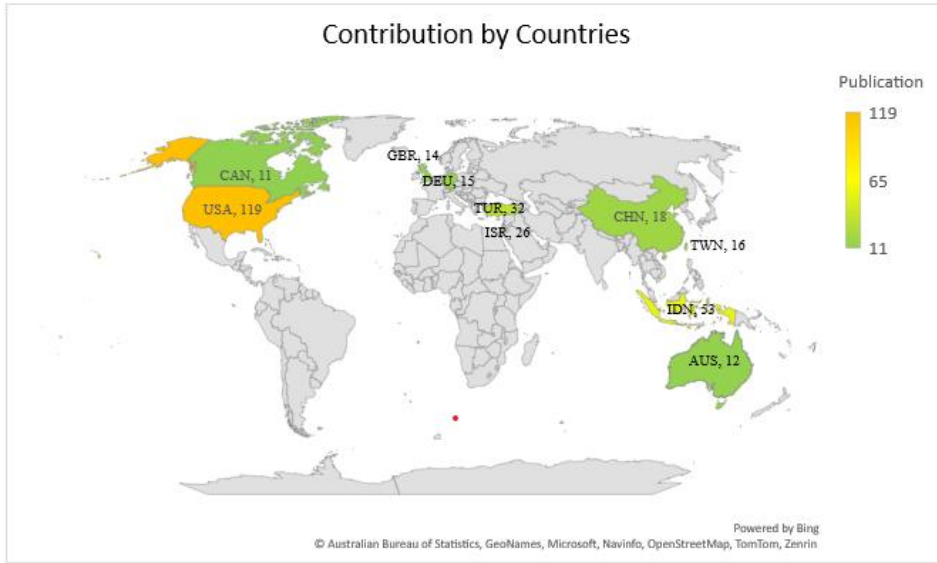 Contribution by Countries
Publication
119
65
11
GBR, 14
CAN, 11
DEU, 15
USA, 119
TUR, 32
CHN, 18
ISR, 26
TWN, 16
IDN, 53
AUS, 12
Powered by Bing
© Australian Bureau of Statistics, GeoNames, Microsoft, Navinfo, OpenStreetMap, TomTom, Zenrin